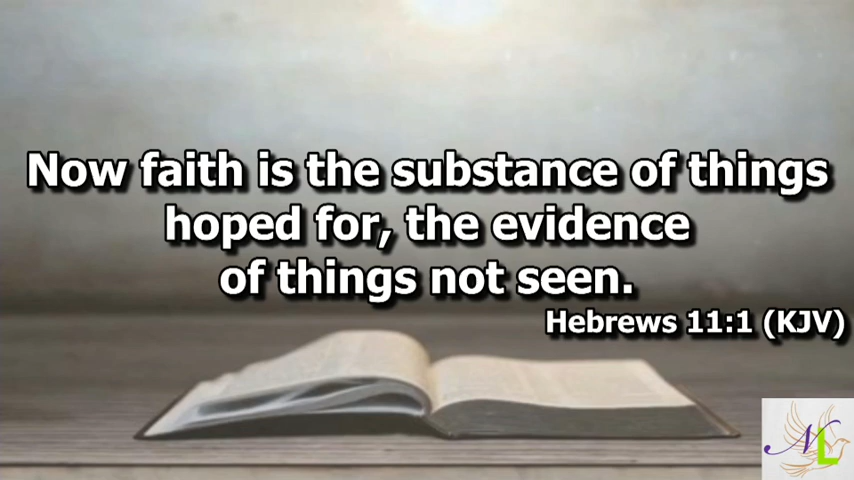 Now faith is the substance of things
hoped for, the evidence
of things not seen.
Hebrews 11:1 (KJV)
NL